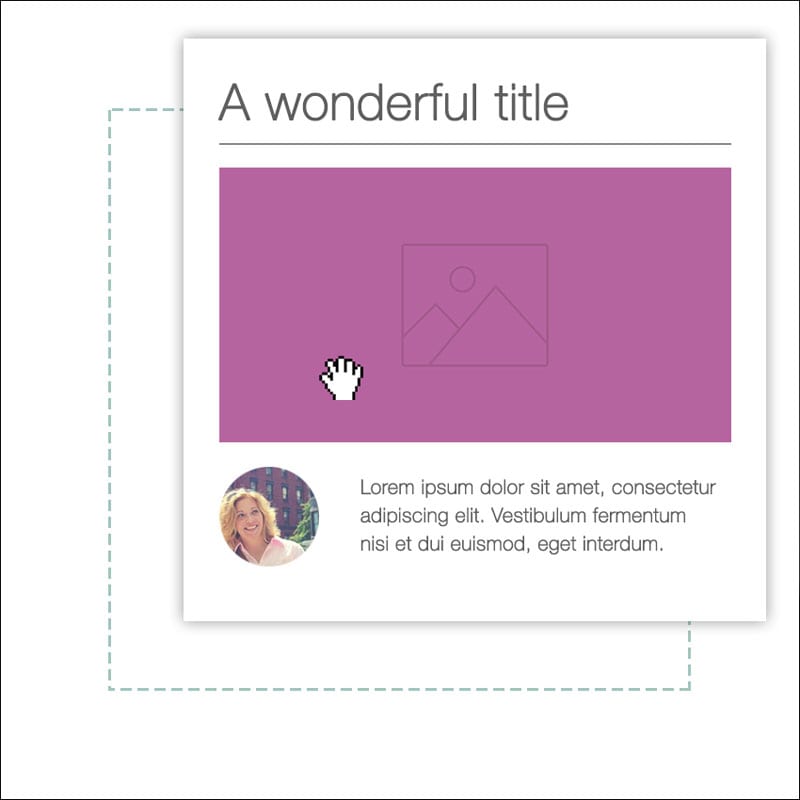 A wonderful title
Lorem ipsum dolor sit amet, consectetur
adipiscing elit. Vestibulum fermentum
nisi et dui euismod, eget interdum.